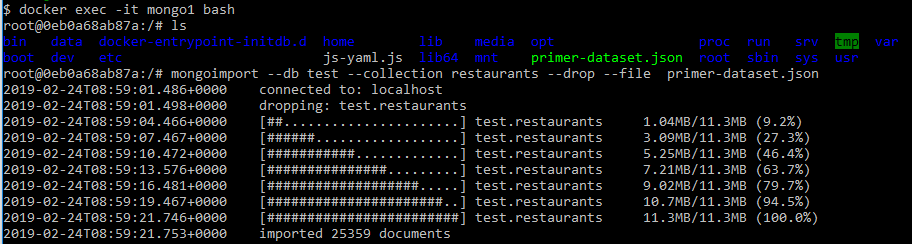 $ docker exec -it mongo1 bash
root@0eb0a68ab87a:/# ls
bin  data  docker-entrypoint-initdb.d  home  lib  media  opt  proc  run  srv  tmp  var
boot  dev  etc  js-yaml.js  lib64  mnt  primer-dataset.json  root  sbin  sys  usr
root@0eb0a68ab87a:/# mongoimport --db test --collection restaurants --drop --file  primer-dataset.json
2019-02-24T08:59:01.486+0000    connected to: localhost
2019-02-24T08:59:01.498+0000    dropping: test.restaurants
2019-02-24T08:59:04.466+0000    [##......................] test.restaurants    1.04MB/11.3MB (9.2%)
2019-02-24T08:59:07.467+0000    [######..................] test.restaurants    3.09MB/11.3MB (27.3%)
2019-02-24T08:59:10.472+0000    [###########.............] test.restaurants    5.25MB/11.3MB (46.4%)
2019-02-24T08:59:13.576+0000    [###############.........] test.restaurants    7.21MB/11.3MB (63.7%)
2019-02-24T08:59:16.481+0000    [###################.....] test.restaurants    9.02MB/11.3MB (79.7%)
2019-02-24T08:59:19.467+0000    [######################..] test.restaurants    10.7MB/11.3MB (94.5%)
2019-02-24T08:59:21.746+0000    [########################] test.restaurants    11.3MB/11.3MB (100.0%)
2019-02-24T08:59:21.753+0000    imported 25359 documents